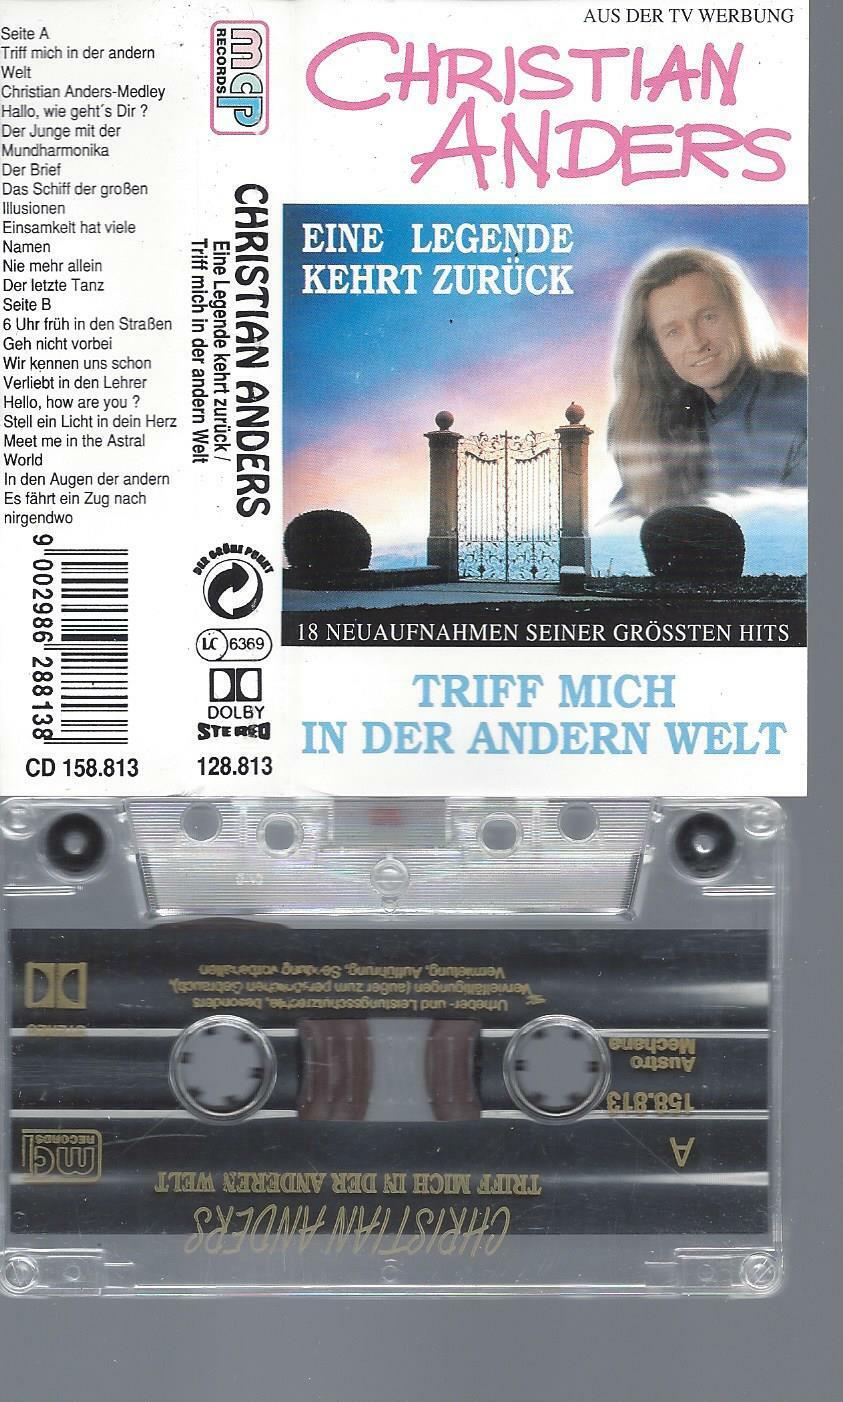 Seite A
Triff mich in der andern
Welt
Christian Anders-Medley
Hallo, wie geht´s Dir ?
Der Junge mit der
Mundharmonika
Der Brief
Das Schiff der großen
Illusionen
Einsamkeit hat viele
Namen
Nie mehr allein
Der letzte Tanz
Seite B
6 Uhr früh in den Straßen
Geh nicht vorbei
Wir kennen uns schon
Verliebt in den Lehrer
Hello, how are you ?
Stell ein Licht in dein Herz
Meet me in the Astral
World
In den Augen der andern
Es fährt ein Zug nach
nirgendwo
9 002986 288138
CD 158.813
mcp
RECORDS
CHRISTIAN ANDERS
Eine Legende kehrt zurück /
Triff mich in der andern Welt
DER GRÜNE PUNKT
LC 6369
DOLBY
STEREO
128.813
AUS DER TV WERBUNG
CHRISTIAN
ANDERS
EINE LEGENDE
KEHRT ZURÜCK
18 NEUAUFNAHMEN SEINER GRÖSSTEN HITS
TRIFF MICH
IN DER ANDERN WELT
CHRISTIAN ANDERS
TRIFF MICH IN DER ANDEREN WELT
A
mcp
RECORDS
158.813
Austro
Mechana
STEREO
Urheber- und Leistungsschutzrechte, besonders
Vervielfältigungen (außer zum persönlichen Gebrauch),
Vermietung, Aufführung, Sendung vorbehalten